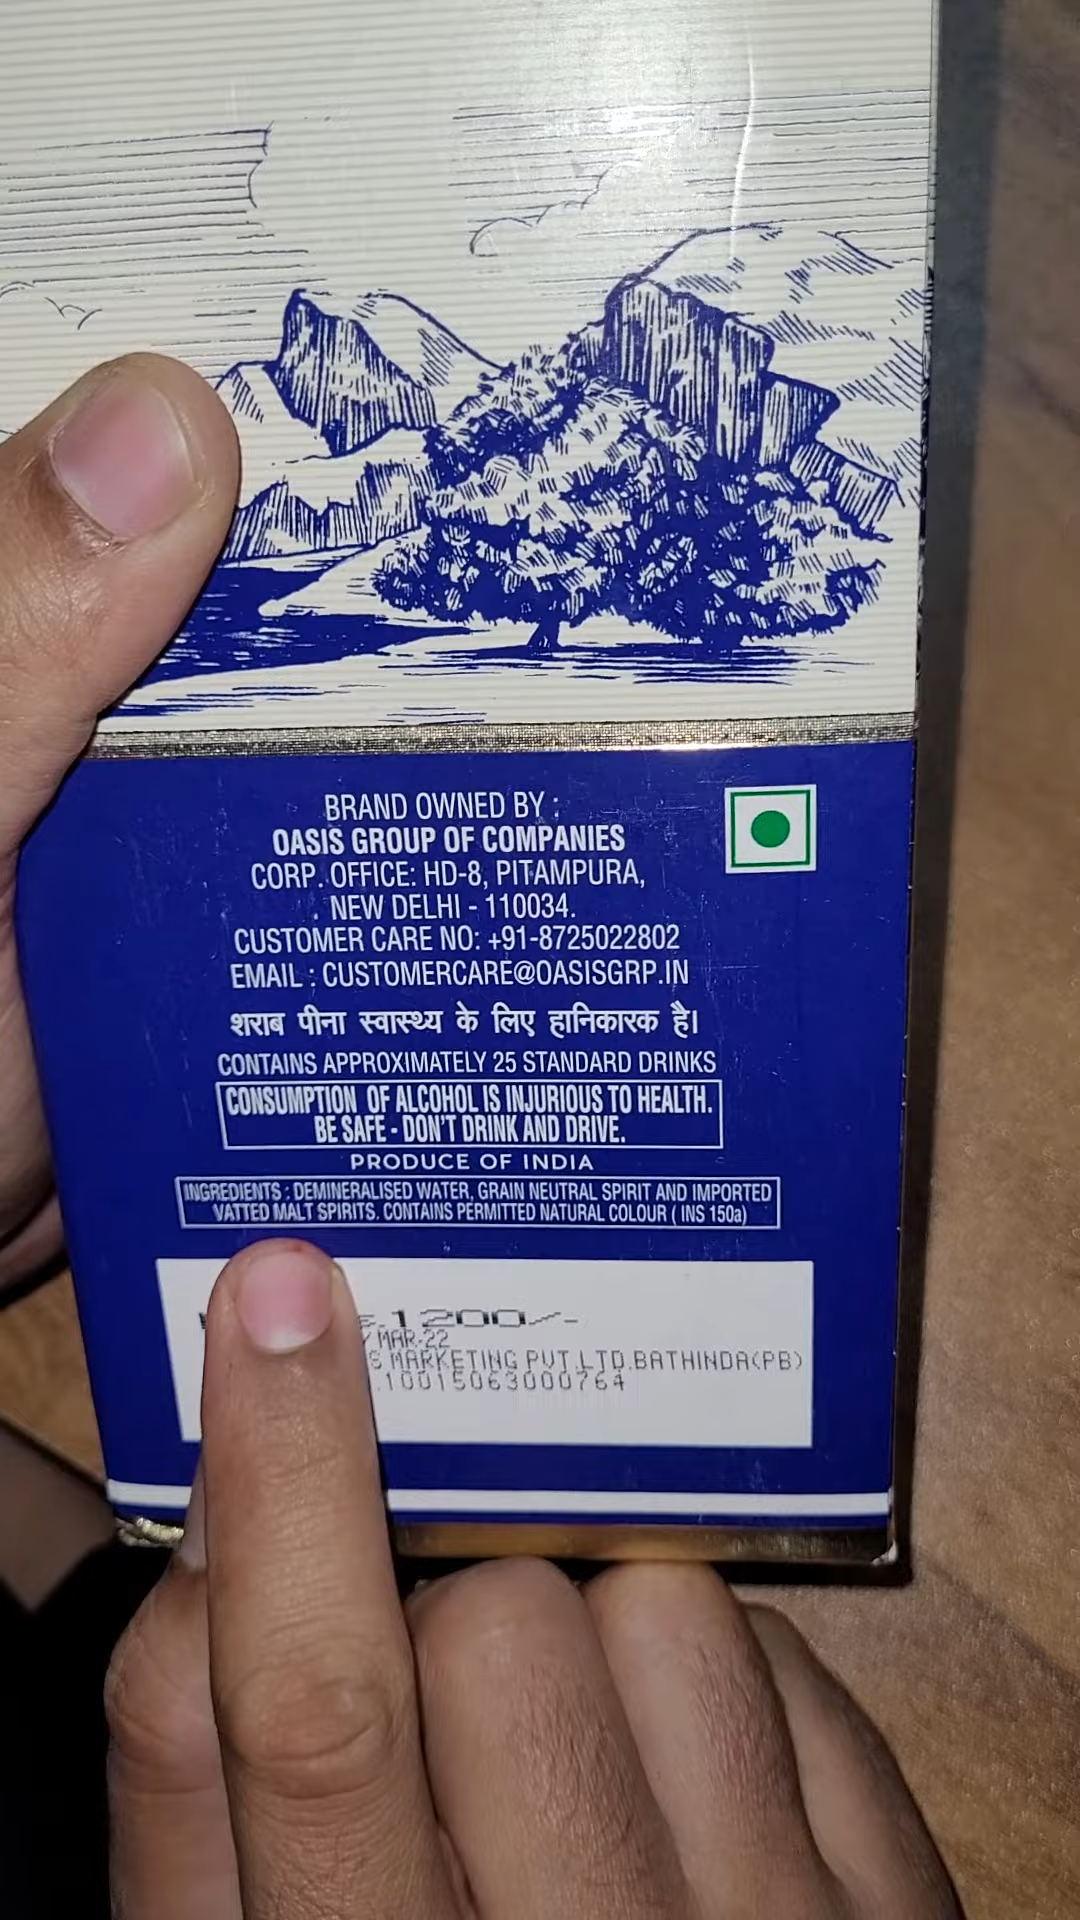 BRAND OWNED BY :
OASIS GROUP OF COMPANIES
CORP. OFFICE: HD-8, PITAMPURA,
NEW DELHI - 110034.
CUSTOMER CARE NO: +91-8725022802
EMAIL : CUSTOMERCARE@OASISGRP.IN
शराब पीना स्वास्थ्य के लिए हानिकारक है।
CONTAINS APPROXIMATELY 25 STANDARD DRINKS
CONSUMPTION OF ALCOHOL IS INJURIOUS TO HEALTH.
BE SAFE - DON'T DRINK AND DRIVE.
PRODUCE OF INDIA
INGREDIENTS : DEMINERALISED WATER, GRAIN NEUTRAL SPIRIT AND IMPORTED
VATTED MALT SPIRITS. CONTAINS PERMITTED NATURAL COLOUR ( INS 150a)
.1200/-
MAR-22
S MARKETING PVT.LTD.BATHINDA(PB)
.10015063000764